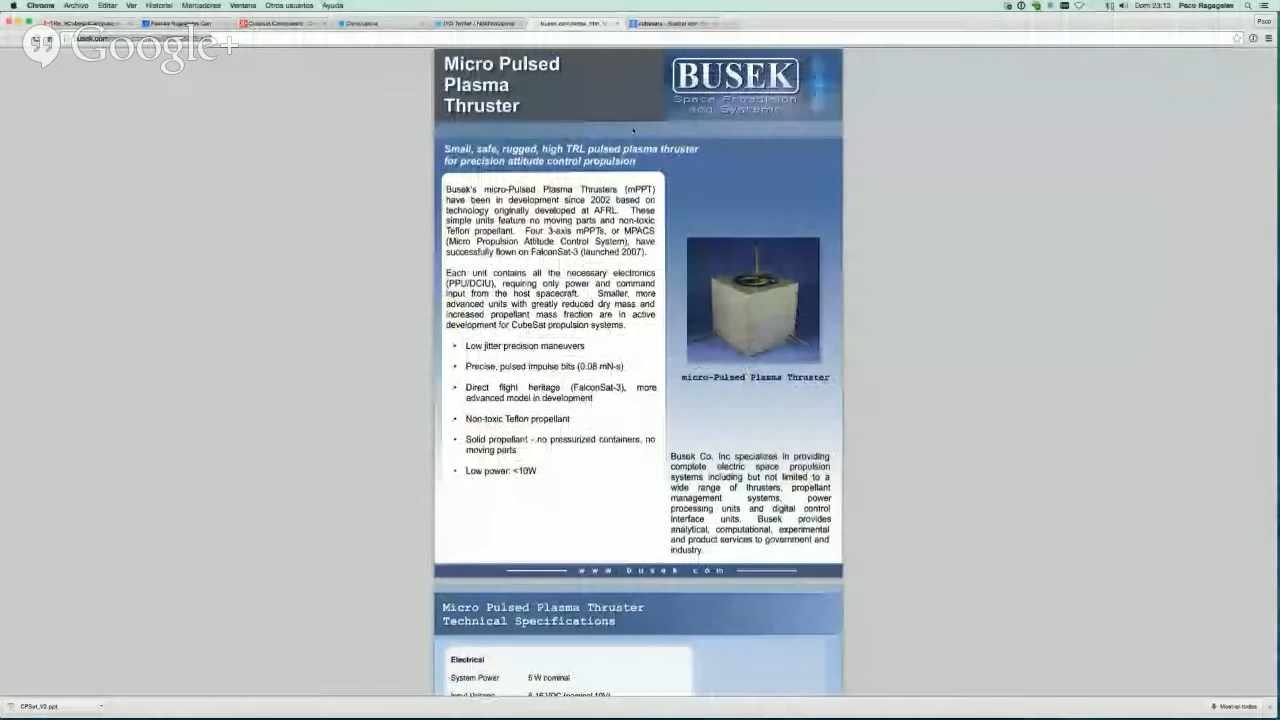 Chrome Archivo Editar Ver Historial Marcadores Ventana Otros usuarios Ayuda
Dom 23:13 Paco Ragageles
busek.com/index_htm
Paco
Google+
Micro Pulsed
Plasma
Thruster
BUSEK
Space Propulsion
and Systems
Small, safe, rugged, high TRL pulsed plasma thruster
for precision attitude control propulsion
Busek's micro-Pulsed Plasma Thrusters (mPPT)
have been in development since 2002 based on
technology originally developed at AFRL. These
simple units feature no moving parts and non-toxic
Teflon propellant. Four 3-axis mPPTs, or MPACS
(Micro Propulsion Attitude Control System), have
successfully flown on FalconSat-3 (launched 2007).
Each unit contains all the necessary electronics
(PPU/DCIU), requiring only power and command
input from the host spacecraft. Smaller, more
advanced units with greatly reduced dry mass and
increased propellant mass fraction are in active
development for CubeSat propulsion systems.
• Low jitter precision maneuvers
• Precise, pulsed impulse bits (0.08 mN-s)
• Direct flight heritage (FalconSat-3), more
advanced model in development
• Non-toxic Teflon propellant
• Solid propellant - no pressurized containers, no
moving parts
• Low power: <10W
micro-Pulsed Plasma Thruster
Busek Co. Inc specializes in providing
complete electric space propulsion
systems including but not limited to a
wide range of thrusters, propellant
management systems, power
processing units and digital control
interface units. Busek provides
analytical, computational, experimental
and product services to government and
industry.
www.busek.com
Micro Pulsed Plasma Thruster
Technical Specifications
Electrical
System Power 5 W nominal
CPSat_V3.ppt
Mostrar todos